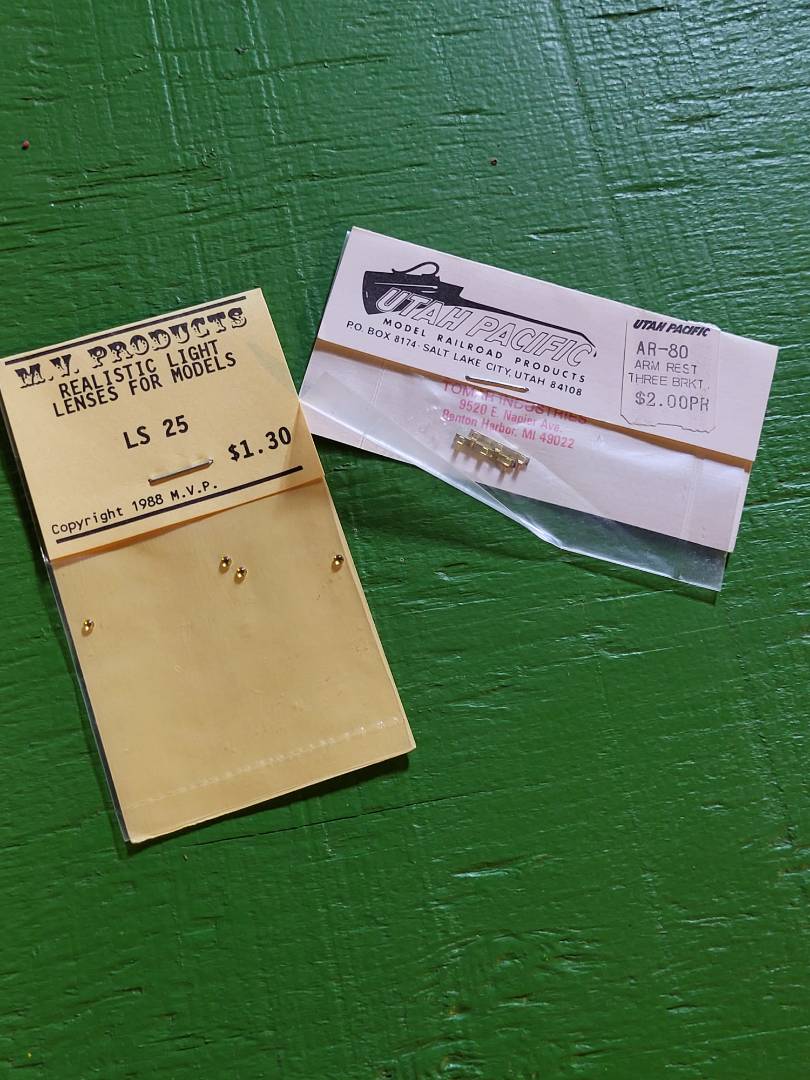 M.V. PRODUCTS
REALISTIC LIGHT
LENSES FOR MODELS
LS 25
$1.30
Copyright 1988 M.V.P.
UTAH PACIFIC
MODEL RAILROAD PRODUCTS
P.O. BOX 8174 · SALT LAKE CITY, UTAH 84108
UTAH PACIFIC
AR-80
ARM REST
THREE BRKT.
$2.00PR
TOMAR INDUSTRIES
9520 E. Napier Ave.
Benton Harbor, MI 49022